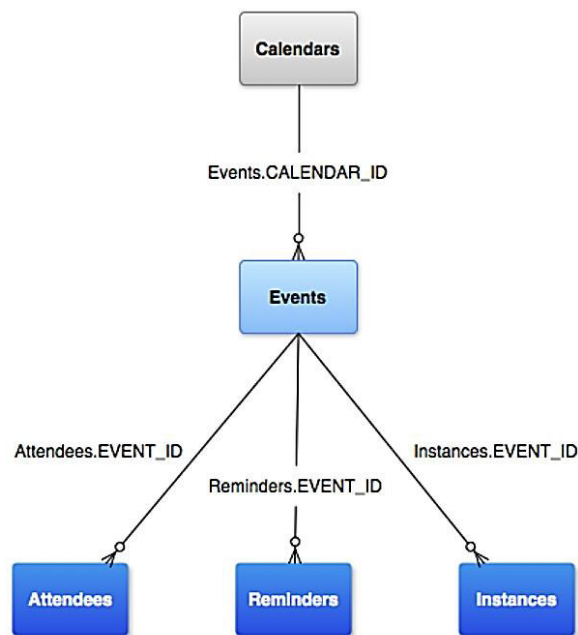 Calendars
Events.CALENDAR_ID
Events
Attendees.EVENT_ID
Reminders.EVENT_ID
Instances.EVENT_ID
Attendees
Reminders
Instances